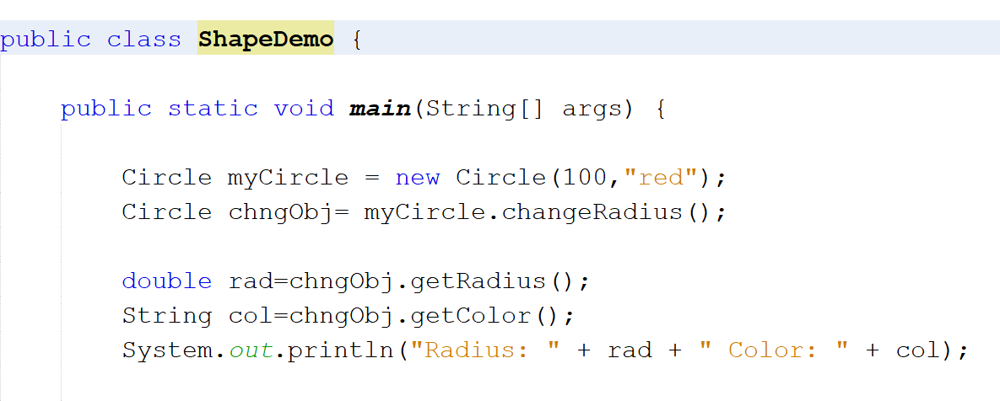 public class ShapeDemo {
public static void main(String[] args) {
Circle myCircle = new Circle(100,"red");
Circle chngObj= myCircle.changeRadius();
double rad=chngObj.getRadius();
String col=chngObj.getColor();
System.out.println("Radius: " + rad + " Color: " + col);